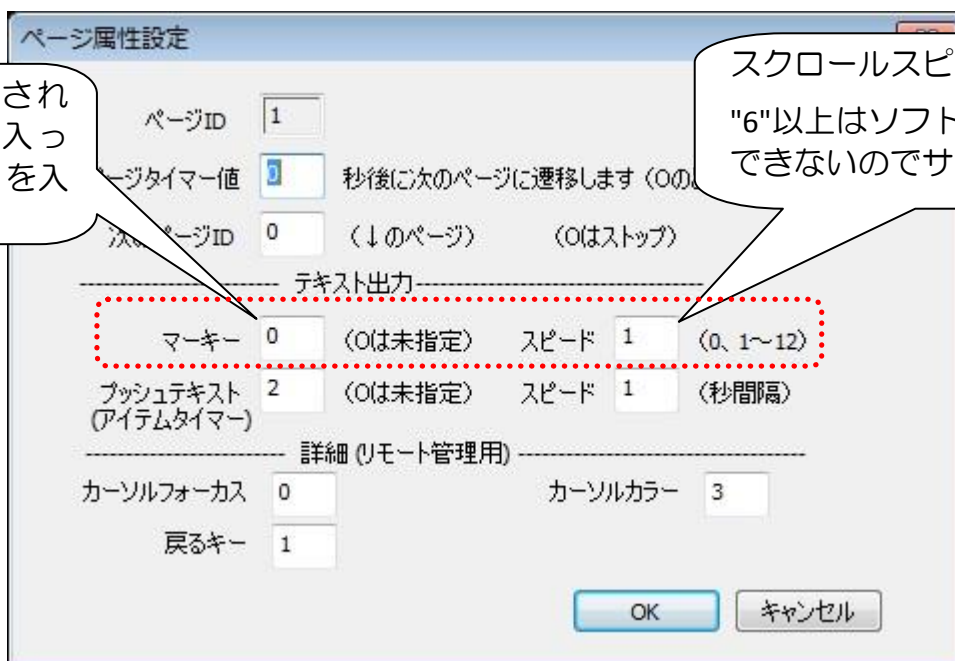 ページ属性設定
スクロールスピ
"6"以上はソフト
できないのでサ
され
入っ
を入
ページID 1
ージタイマー値 0 秒後に次のページに遷移します (0の
ージID 0 (↓のページ) (0はストップ)
テキスト出力
マーキー 0 (0は未指定) スピード 1 (0、1~12)
プッシュテキスト 2 (0は未指定) スピード 1 (秒間隔)
(アイテムタイマー)
詳細 (リモート管理用)
カーソルフォーカス 0 カーソルカラー 3
戻るキー 1
OK キャンセル